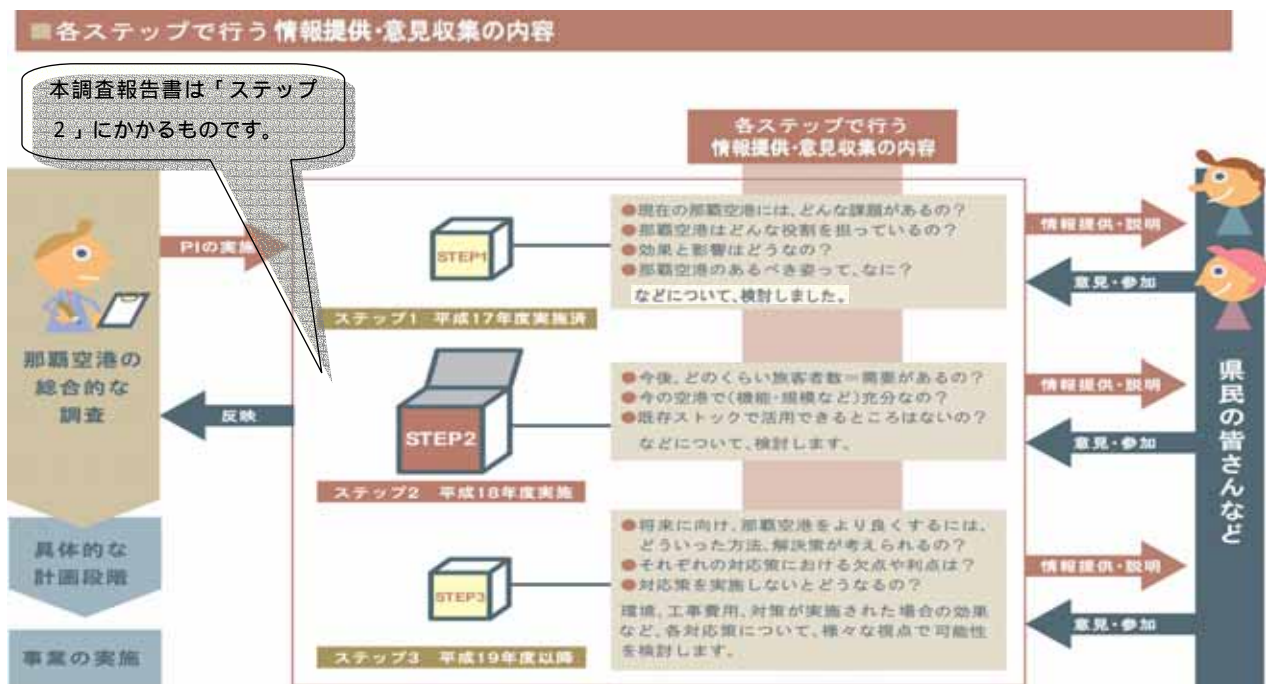 ■各ステップで行う情報提供・意見収集の内容
本調査報告書は「ステップ
2」にかかるものです。
各ステップで行う
情報提供・意見収集の内容
那覇空港の
総合的な
調査
具体的な
計画段階
事業の実施
PIの実施
反映
STEP1
ステップ1 平成17年度実施済
●現在の那覇空港には、どんな課題があるの？
●那覇空港はどんな役割を担っているの？
●効果と影響はどうなの？
●那覇空港のあるべき姿って、なに？
などについて、検討しました。
情報提供・説明
意見・参加
STEP2
ステップ2 平成18年度実施
●今後、どのくらい旅客者数＝需要があるの？
●今の空港で（機能・規模など）充分なの？
●既存ストックで活用できるところはないの？
などについて、検討します。
情報提供・説明
意見・参加
STEP3
ステップ3 平成19年度以降
●将来に向け、那覇空港をより良くするには、
どういった方法、解決策が考えられるの？
●それぞれの対応策における欠点や利点は？
●対応策を実施しないとどうなるの？
環境、工事費用、対策が実施された場合の効果
など、各対応策について、様々な視点で可能性
を検討します。
情報提供・説明
意見・参加
県民の皆さんなど